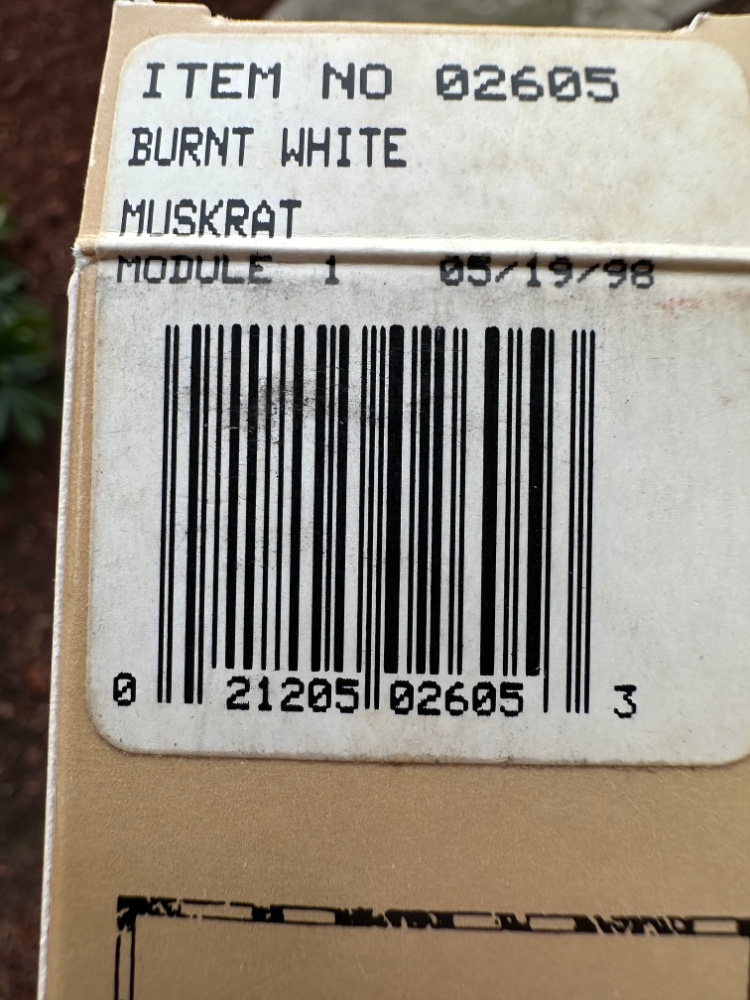 ITEM NO 02605
BURNT WHITE
MUSKRAT
MODULE 1 05/19/98
0 21205 02605 3